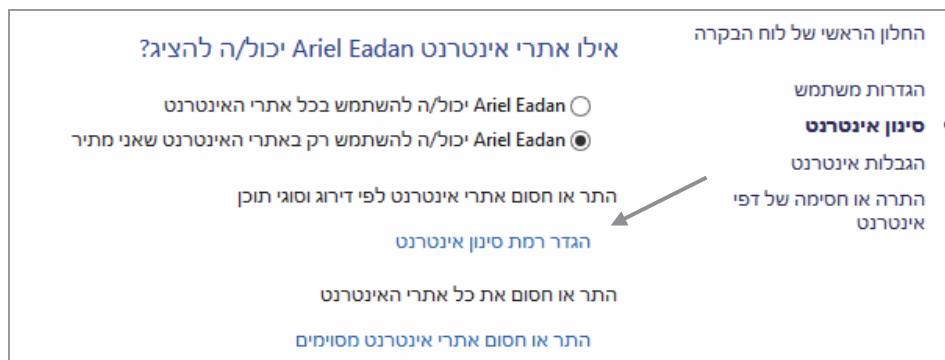 החלון הראשי של לוח הבקרה
הגדרות משתמש
סינון אינטרנט
הגבלות אינטרנט
התרה או חסימה של דפי
אינטרנט
אילו אתרי אינטרנט Ariel Eadan יכול/ה להציג?
Ariel Eadan יכול/ה להשתמש בכל אתרי האינטרנט
Ariel Eadan יכול/ה להשתמש רק באתרי האינטרנט שאני מתיר
התר או חסום אתרי אינטרנט לפי דירוג וסוגי תוכן
הגדר רמת סינון אינטרנט
התר או חסום את כל אתרי האינטרנט
התר או חסום אתרי אינטרנט מסוימים